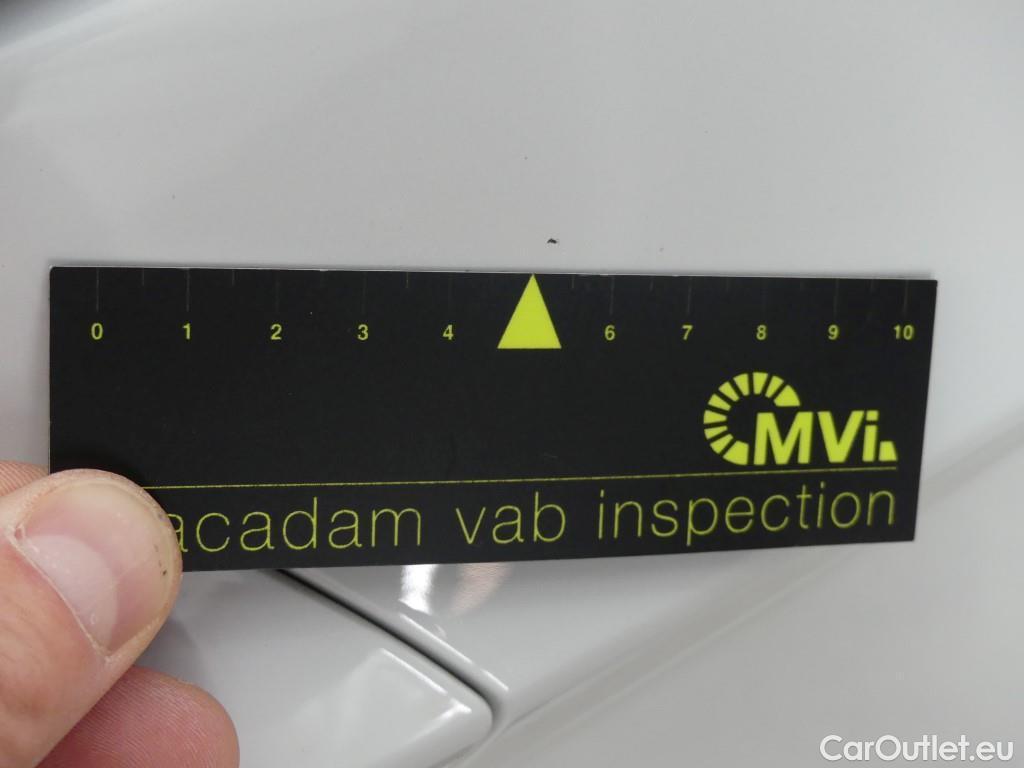 0 1 2 3 4 6 7 8 9 10
MVi
acadam vab inspection
CarOutlet.eu